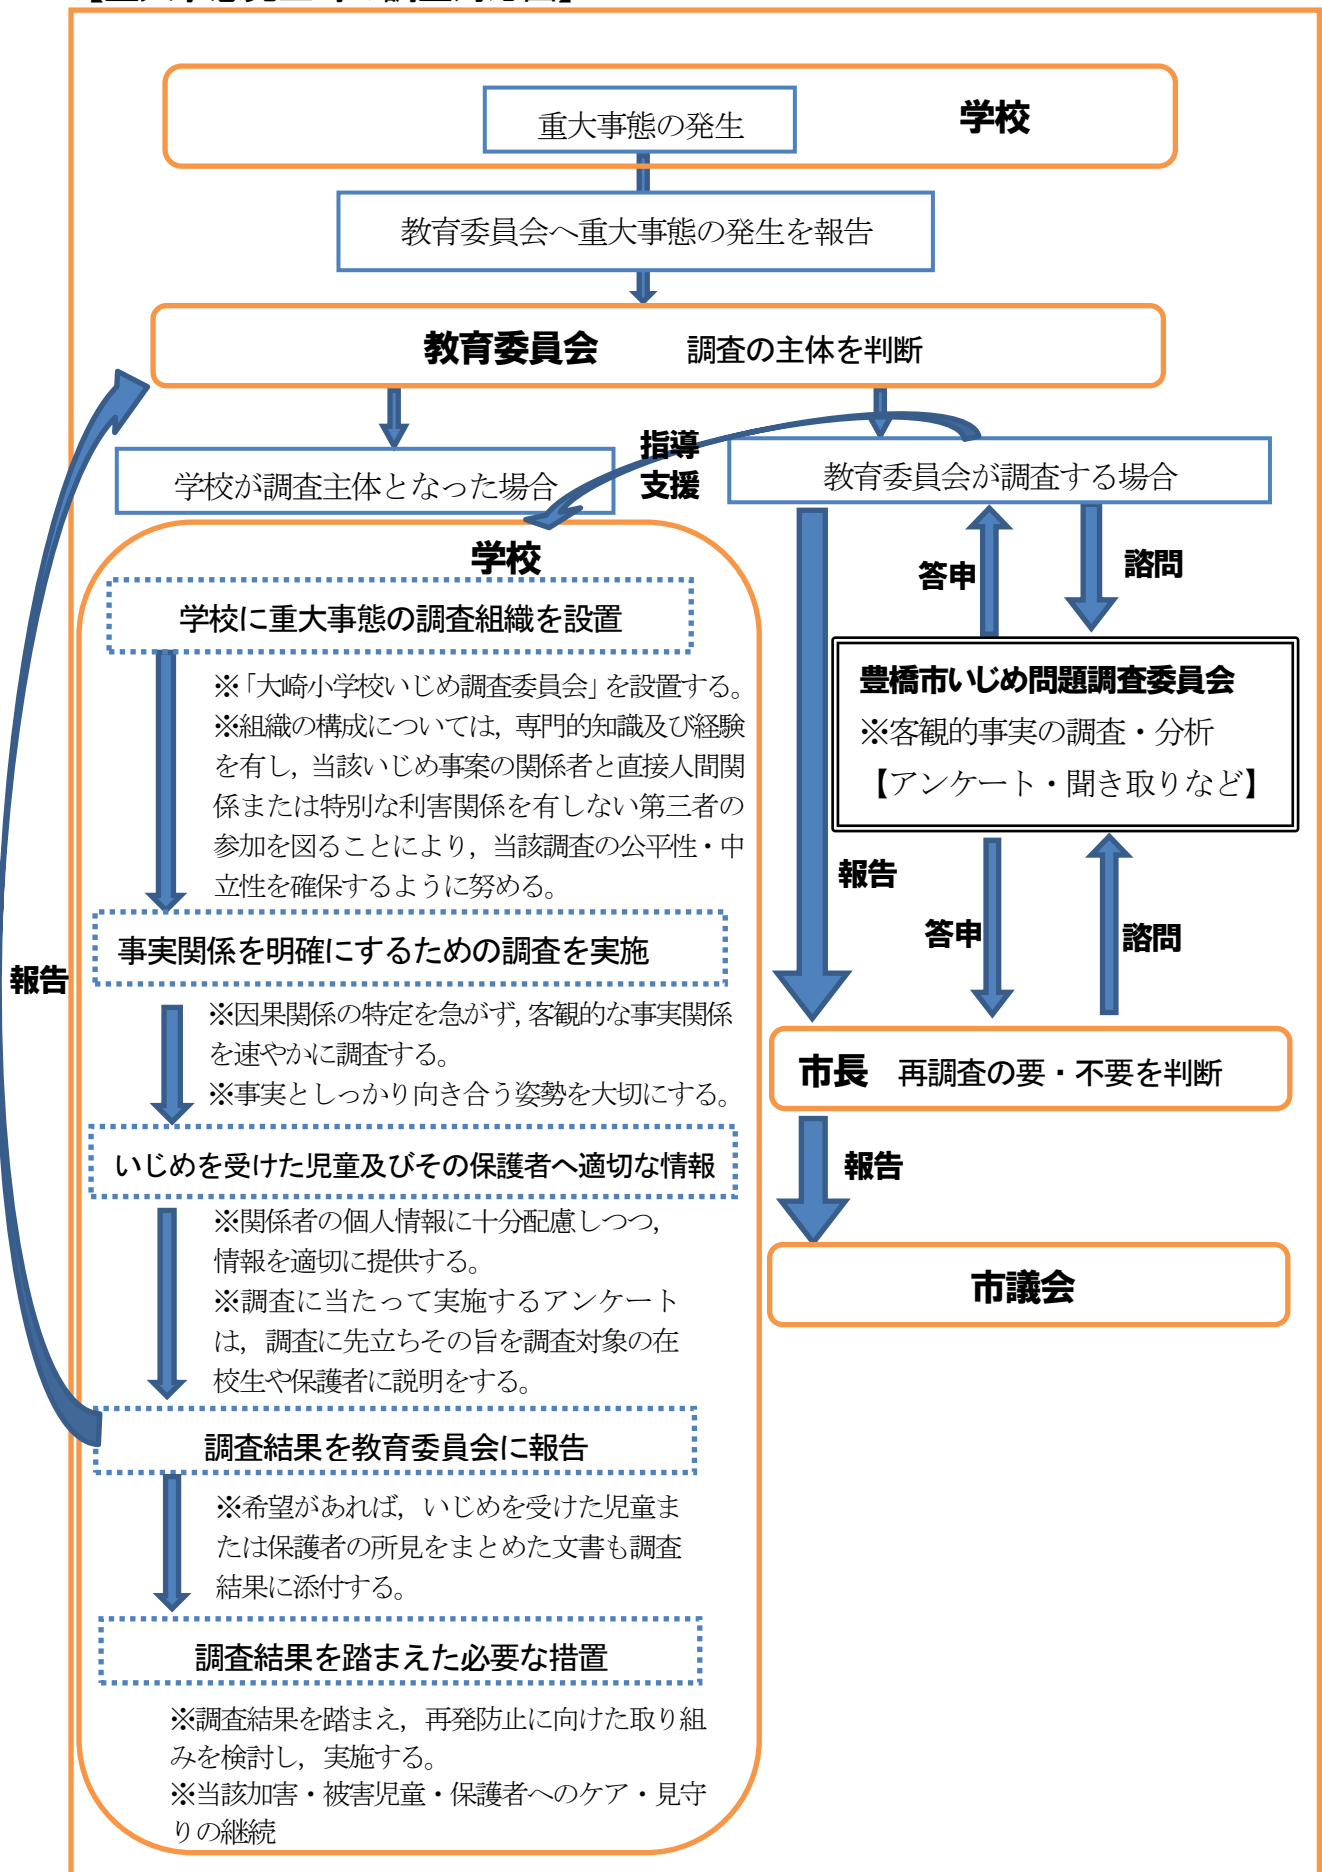 重大事態の発生
学校
教育委員会へ重大事態の発生を報告
教育委員会 調査の主体を判断
学校が調査主体となった場合
指導
支援
教育委員会が調査する場合
学校
学校に重大事態の調査組織を設置
※「大崎小学校いじめ調査委員会」を設置する。
※組織の構成については，専門的知識及び経験
を有し，当該いじめ事案の関係者と直接人間関
係または特別な利害関係を有しない第三者の
参加を図ることにより，当該調査の公平性・中
立性を確保するように努める。
事実関係を明確にするための調査を実施
※因果関係の特定を急がず，客観的な事実関係
を速やかに調査する。
※事実としっかり向き合う姿勢を大切にする。
いじめを受けた児童及びその保護者へ適切な情報
※関係者の個人情報に十分配慮しつつ，
情報を適切に提供する。
※調査に当たって実施するアンケート
は，調査に先立ちその旨を調査対象の在
校生や保護者に説明をする。
調査結果を教育委員会に報告
※希望があれば，いじめを受けた児童ま
たは保護者の所見をまとめた文書も調査
結果に添付する。
調査結果を踏まえた必要な措置
※調査結果を踏まえ，再発防止に向けた取り組
みを検討し，実施する。
※当該加害・被害児童・保護者へのケア・見守
りの継続
報告
答申
諮問
豊橋市いじめ問題調査委員会
※客観的事実の調査・分析
【アンケート・聞き取りなど】
報告
答申
諮問
市長 再調査の要・不要を判断
報告
市議会